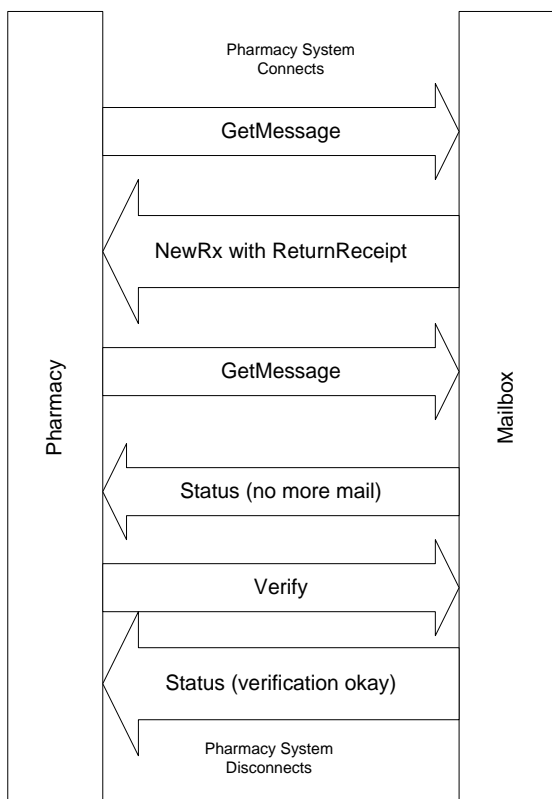 Pharmacy System
Connects
GetMessage
NewRx with ReturnReceipt
GetMessage
Pharmacy
Mailbox
Status (no more mail)
Verify
Status (verification okay)
Pharmacy System
Disconnects